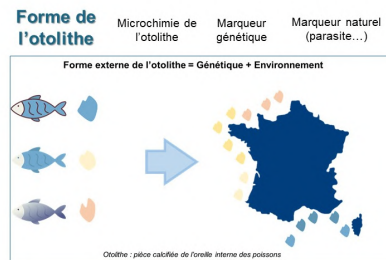 Forme de
l'otolithe
Microchimie de
l'otolithe
Marqueur
génétique
Marqueur naturel
(parasite…)
Forme externe de l'otolithe = Génétique + Environnement
Otolithe : pièce calcifiée de l'oreille interne des poissons